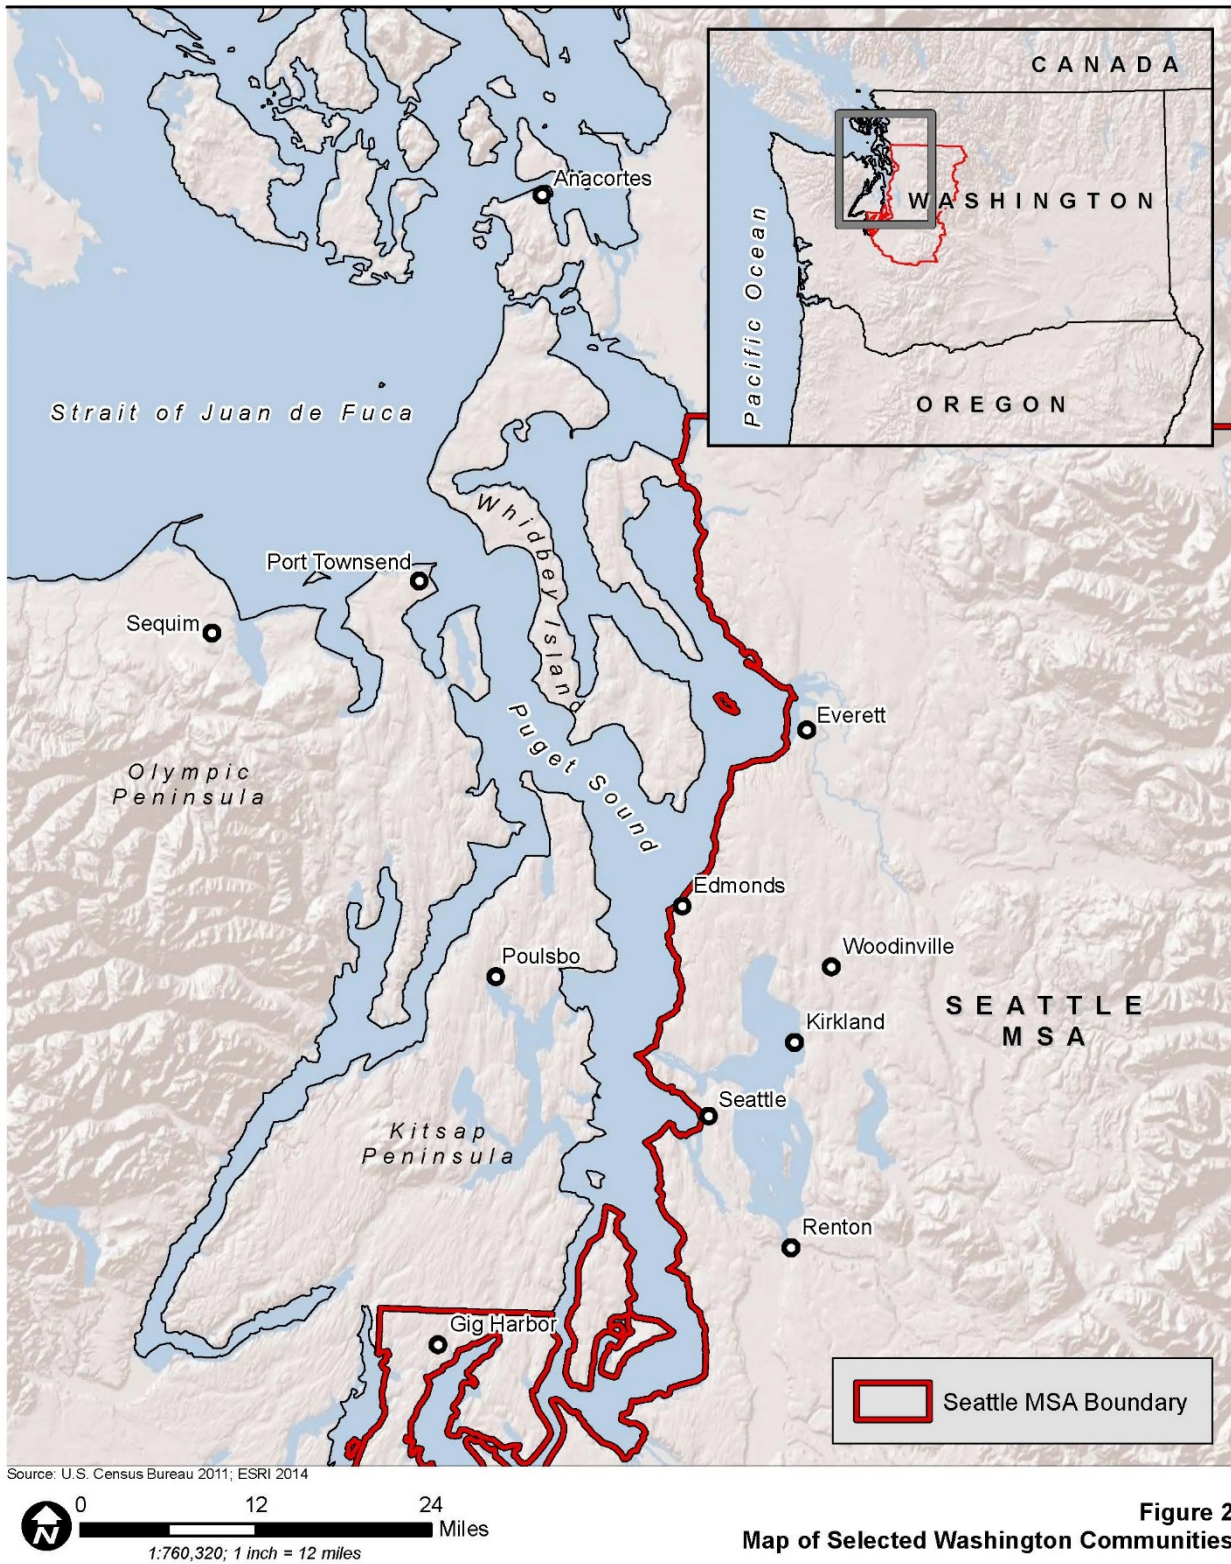 CANADA
WASHINGTON
Pacific Ocean
OREGON
Anacortes
Strait of Juan de Fuca
Whidbey Island
Port Townsend
Sequim
Everett
Puget Sound
Olympic
Peninsula
Edmonds
Woodinville
Poulsbo
SEATTLE
MSA
Kirkland
Seattle
Kitsap
Peninsula
Renton
Gig Harbor
Seattle MSA Boundary
Source: U.S. Census Bureau 2011; ESRI 2014
N
0 12 24
Miles
1:760,320; 1 inch = 12 miles
Figure 2
Map of Selected Washington Communities